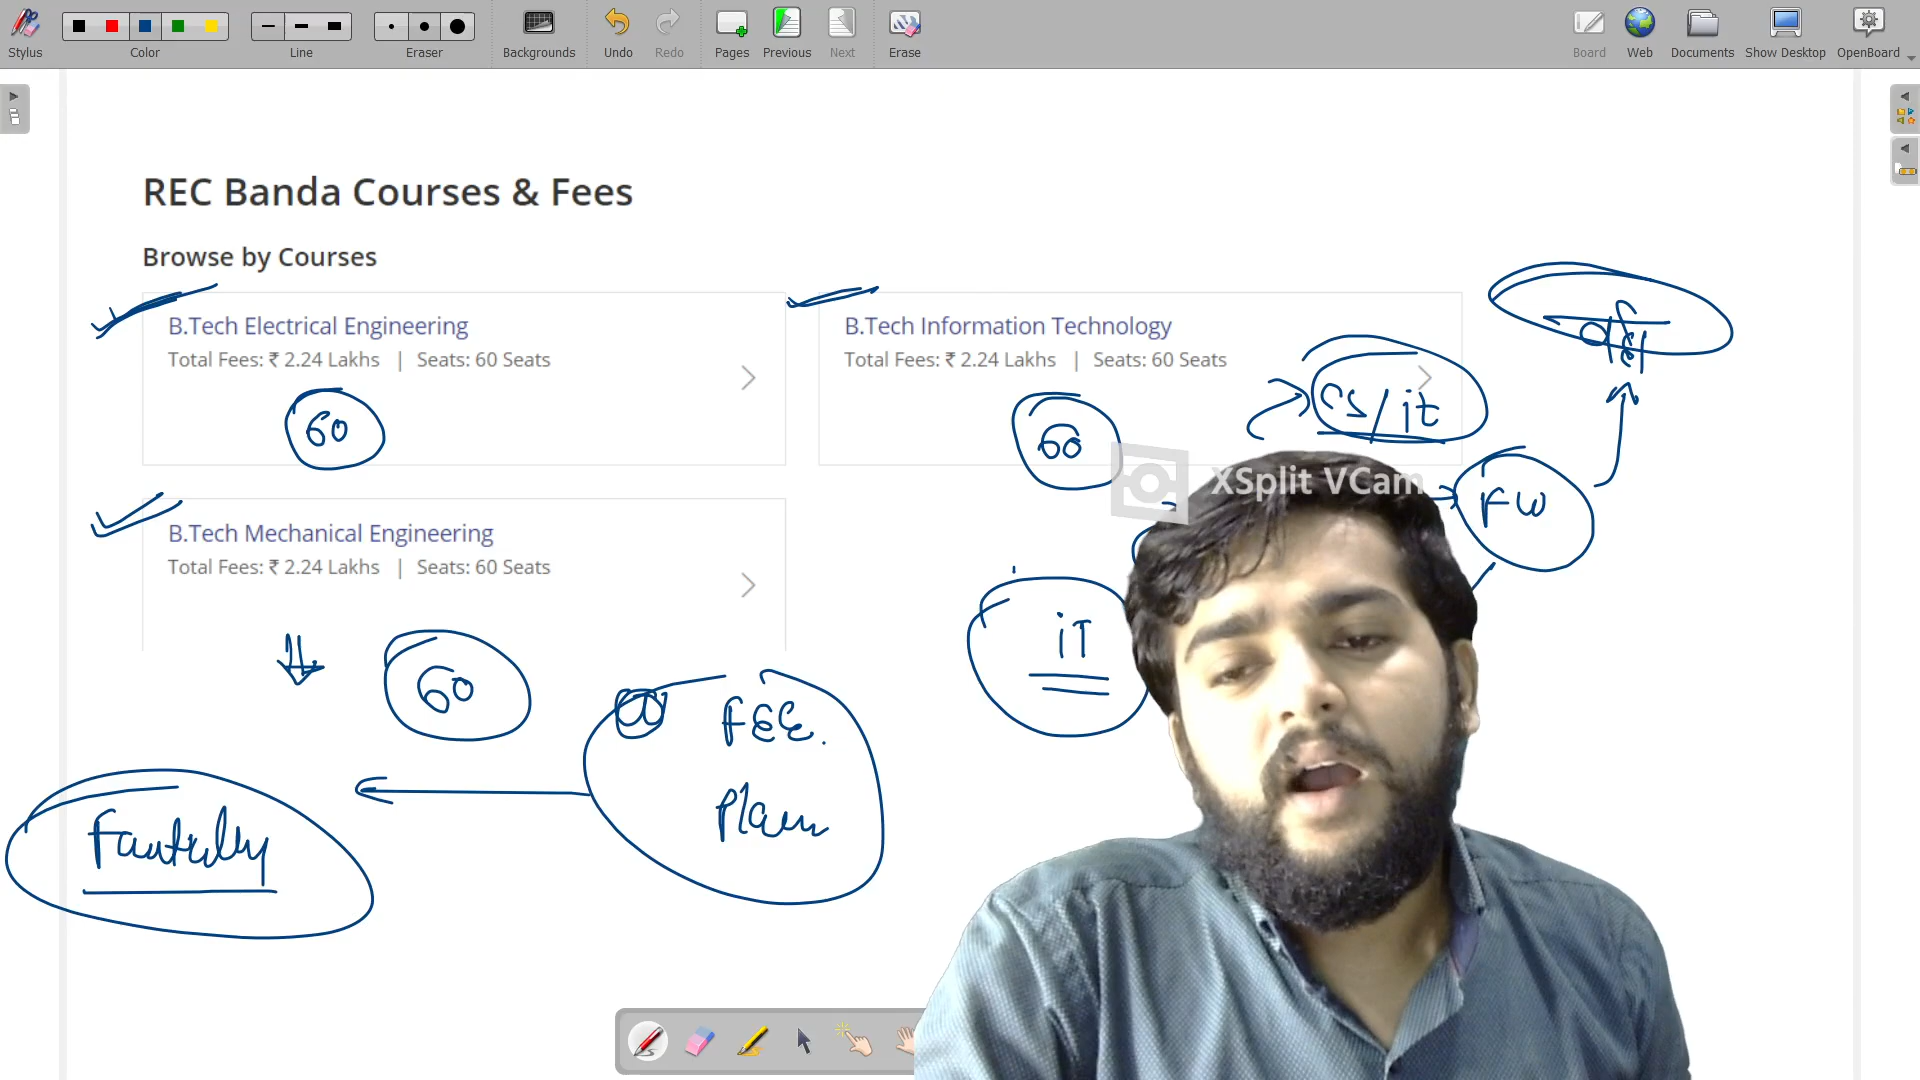 Stylus
Color
Line
Eraser
Backgrounds
Undo
Redo
Pages
Previous
Next
Erase
Board
Web
Documents
Show Desktop
OpenBoard
REC Banda Courses & Fees
Browse by Courses
B.Tech Electrical Engineering
Total Fees: ₹ 2.24 Lakhs | Seats: 60 Seats
60
B.Tech Information Technology
Total Fees: ₹ 2.24 Lakhs | Seats: 60 Seats
60
cs/it
XSplit VCam
FW
B.Tech Mechanical Engineering
Total Fees: ₹ 2.24 Lakhs | Seats: 60 Seats
60
iT
FEE.
Plam